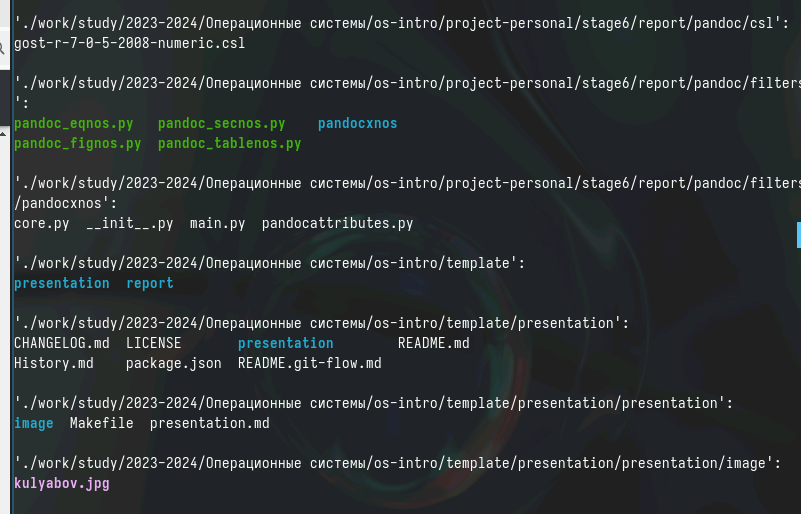 './work/study/2023-2024/Операционные системы/os-intro/project-personal/stage6/report/pandoc/csl':
gost-r-7-0-5-2008-numeric.csl
'./work/study/2023-2024/Операционные системы/os-intro/project-personal/stage6/report/pandoc/filters
':
pandoc_eqnos.py pandoc_secnos.py pandocxnos
pandoc_fignos.py pandoc_tablenos.py
'./work/study/2023-2024/Операционные системы/os-intro/project-personal/stage6/report/pandoc/filters
/pandocxnos':
core.py __init__.py main.py pandocattributes.py
'./work/study/2023-2024/Операционные системы/os-intro/template':
presentation report
'./work/study/2023-2024/Операционные системы/os-intro/template/presentation':
CHANGELOG.md LICENSE presentation README.md
History.md package.json README.git-flow.md
'./work/study/2023-2024/Операционные системы/os-intro/template/presentation/presentation':
image Makefile presentation.md
'./work/study/2023-2024/Операционные системы/os-intro/template/presentation/presentation/image':
kulyabov.jpg